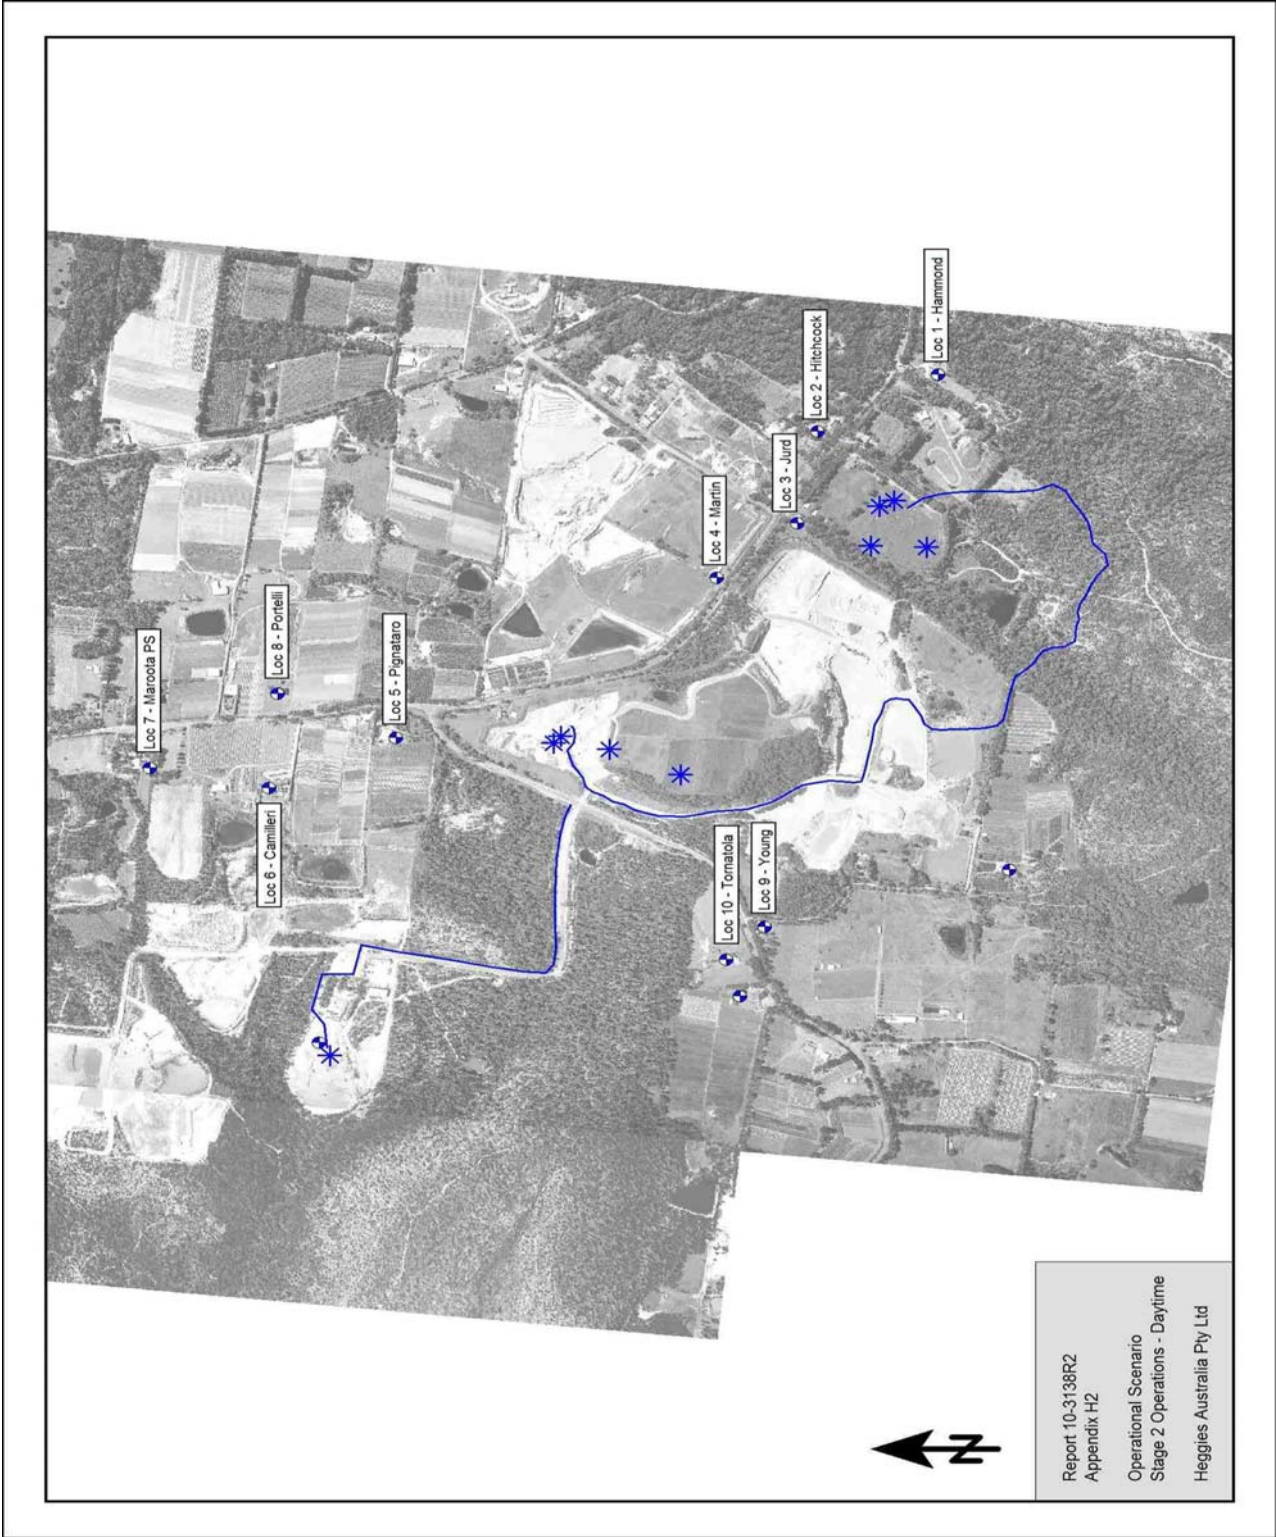 Loc 7 - Maroota PS
Loc 8 - Portelli
Loc 6 - Camilleri
Loc 5 - Pignataro
Loc 4 - Martin
Loc 3 - Jurd
Loc 2 - Hitchcock
Loc 1 - Hammond
Loc 10 - Tornatola
Loc 9 - Young
N
Report 10-3138R2
Appendix H2
Operational Scenario
Stage 2 Operations - Daytime
Heggies Australia Pty Ltd